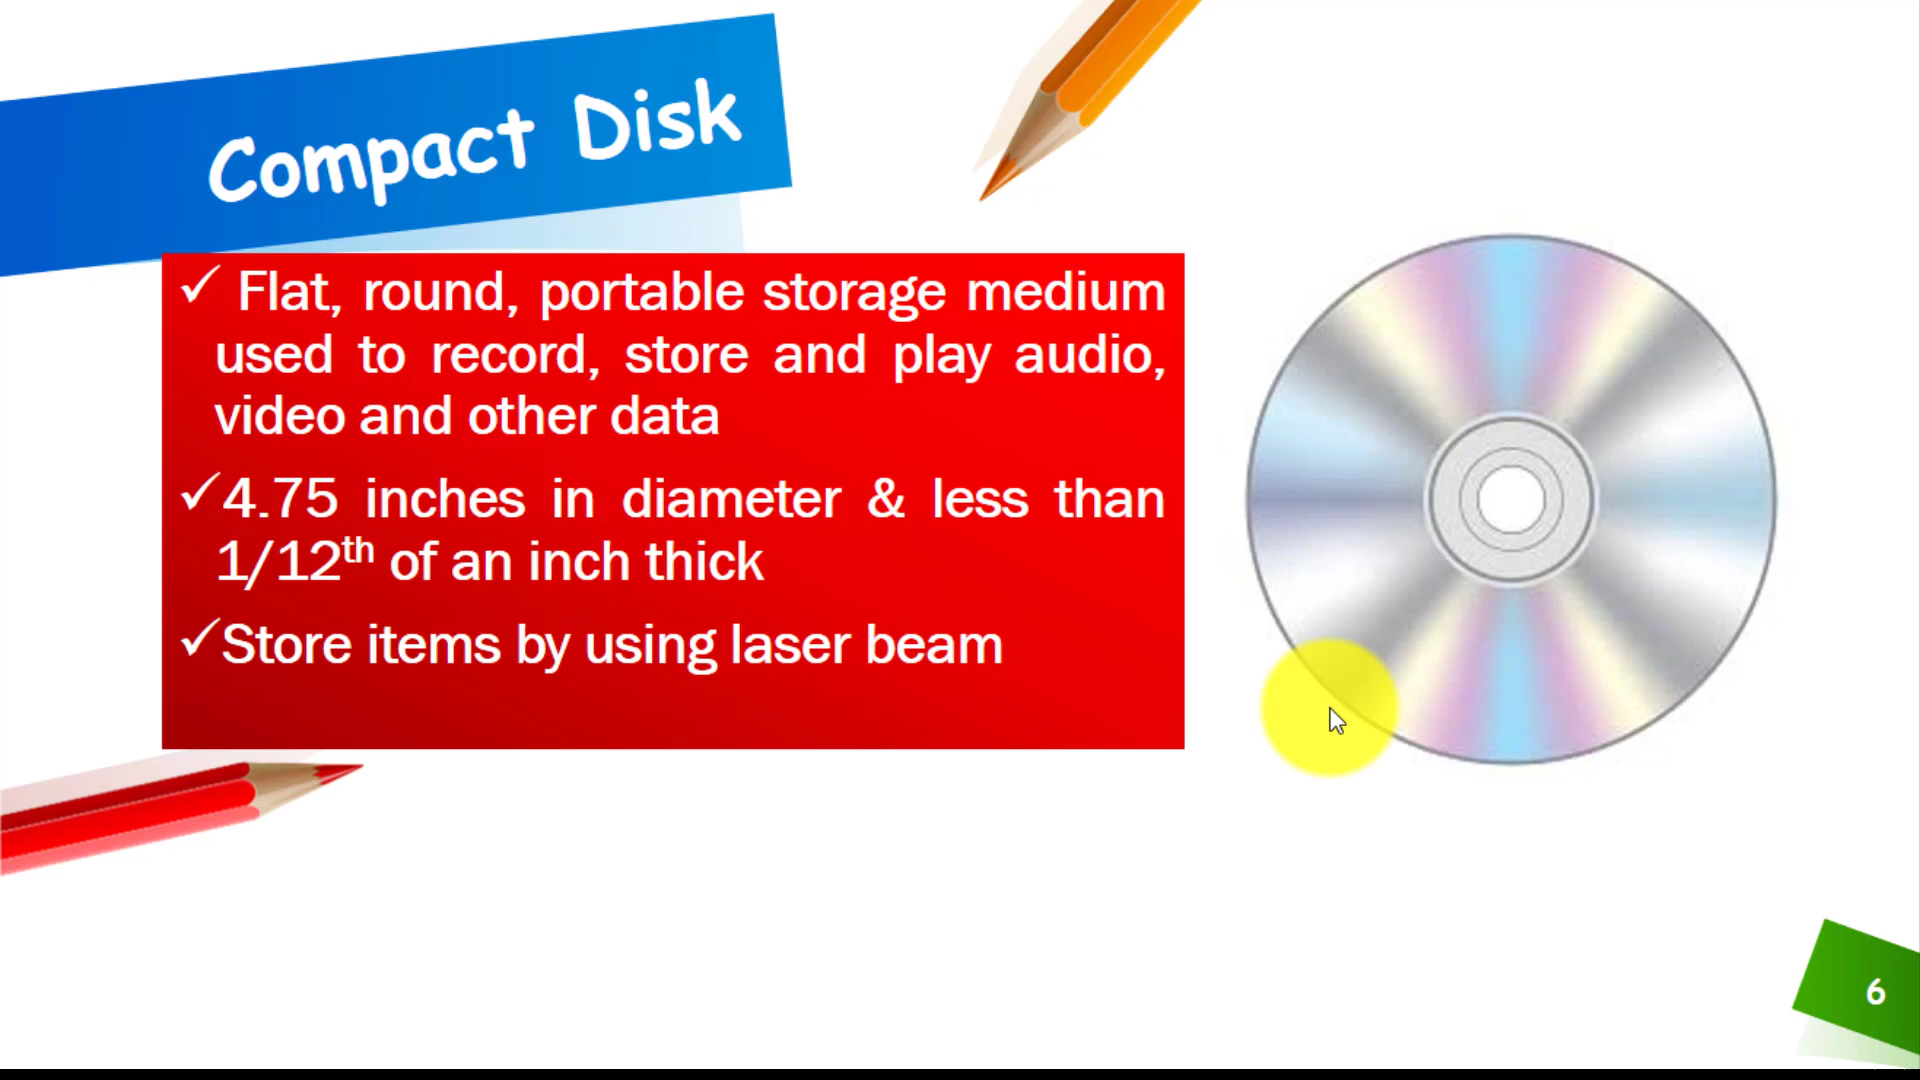 Compact Disk
✓ Flat, round, portable storage medium
used to record, store and play audio,
video and other data
✓4.75 inches in diameter & less than
1/12th of an inch thick
✓Store items by using laser beam
6